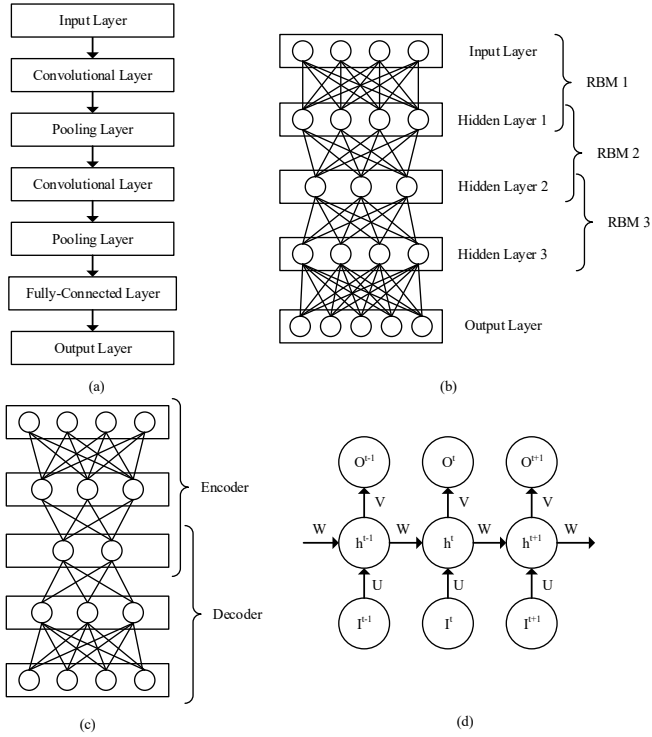 Input Layer
Convolutional Layer
Pooling Layer
Convolutional Layer
Pooling Layer
Fully-Connected Layer
Output Layer
(a)
Input Layer
RBM 1
Hidden Layer 1
RBM 2
Hidden Layer 2
RBM 3
Hidden Layer 3
Output Layer
(b)
Encoder
Decoder
(c)
O^t-1 O^t O^t+1
V V V
W W W W
h^t-1 h^t h^t+1
U U U
I^t-1 I^t I^t+1
(d)